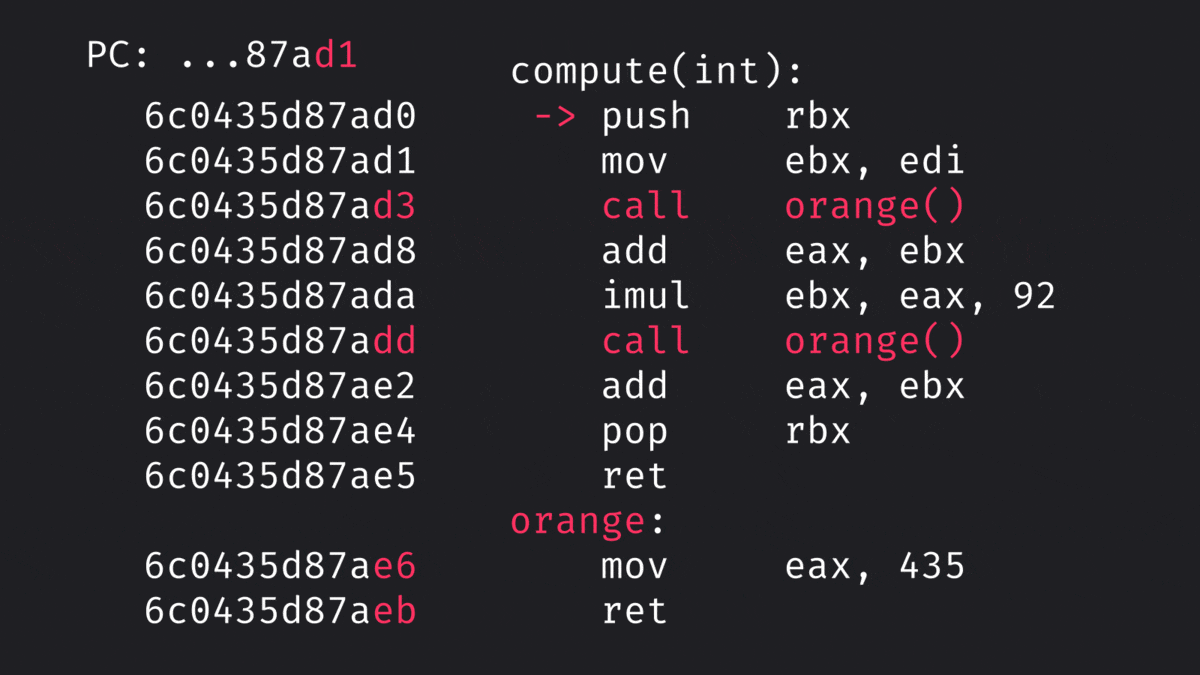 PC: ...87ad1
compute(int):
6c0435d87ad0 -> push rbx
6c0435d87ad1 mov ebx, edi
6c0435d87ad3 call orange()
6c0435d87ad8 add eax, ebx
6c0435d87ada imul ebx, eax, 92
6c0435d87add call orange()
6c0435d87ae2 add eax, ebx
6c0435d87ae4 pop rbx
6c0435d87ae5 ret
orange:
6c0435d87ae6 mov eax, 435
6c0435d87aeb ret